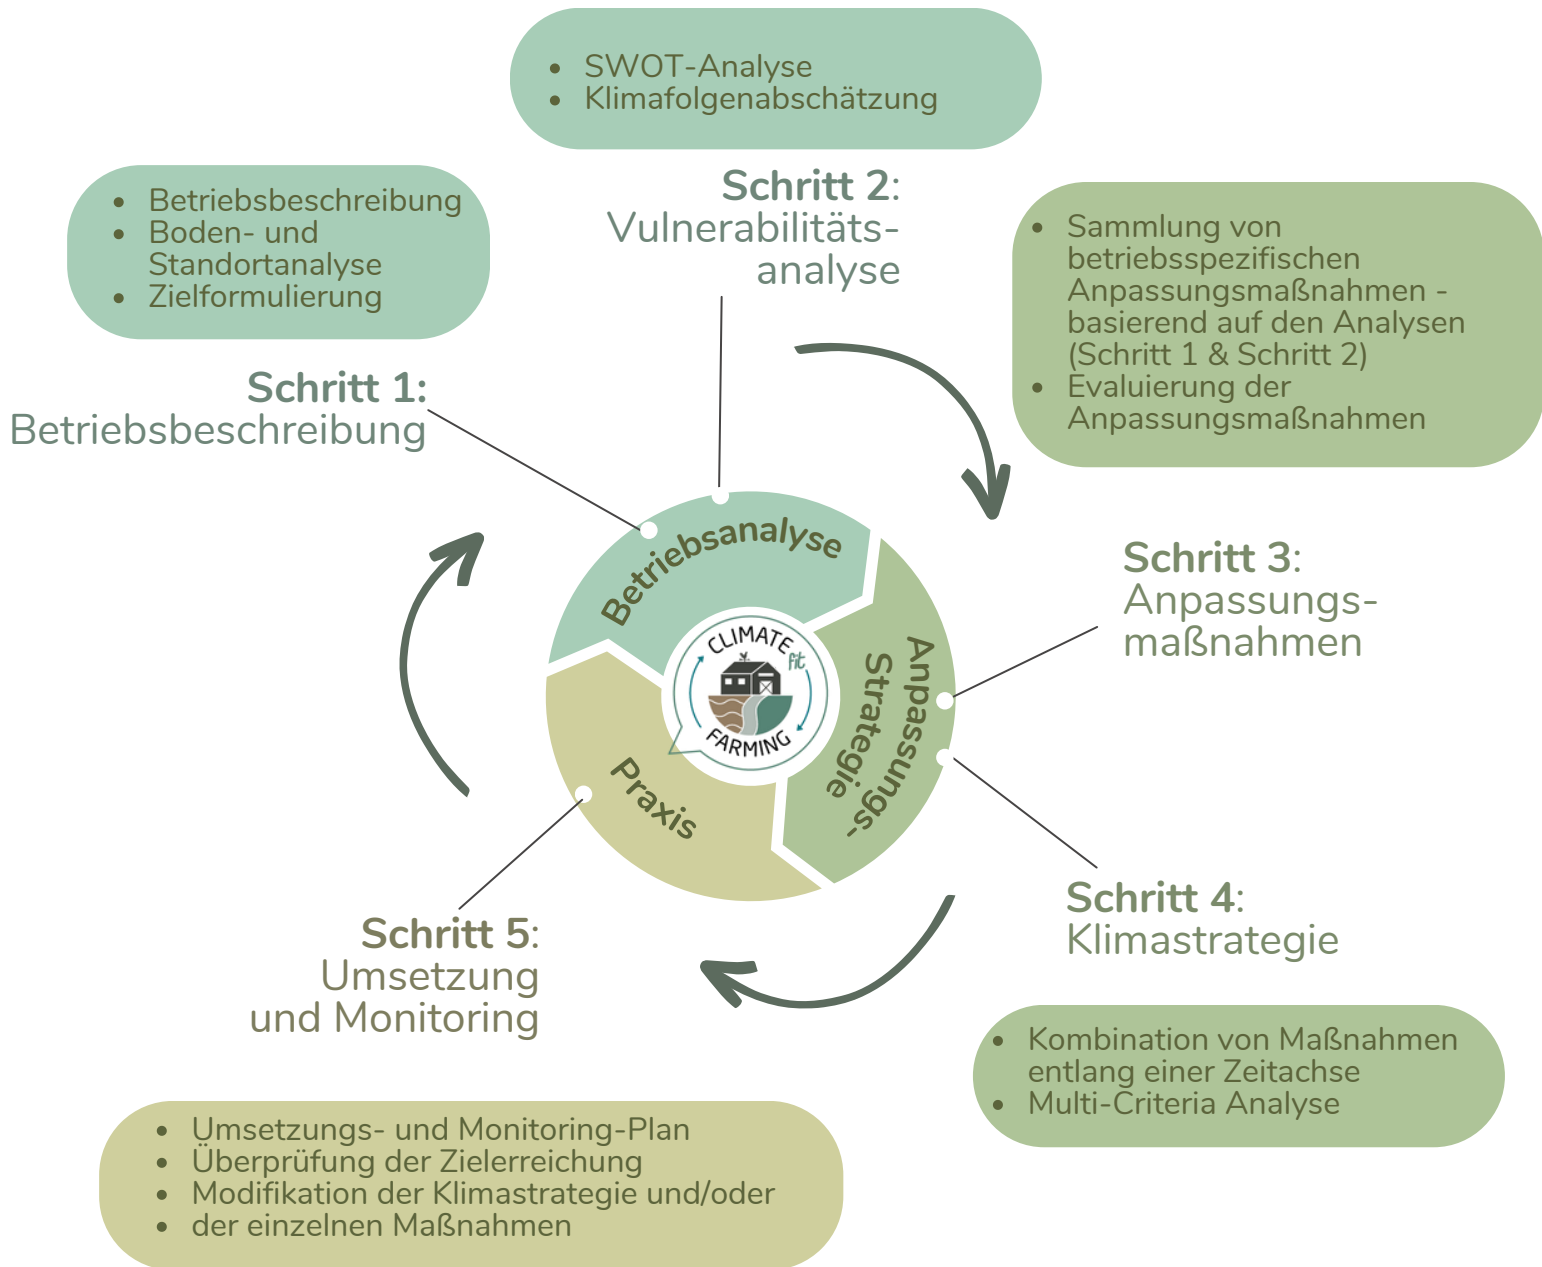 • SWOT-Analyse
• Klimafolgenabschätzung
Schritt 2:
Vulnerabilitäts-
analyse
• Betriebsbeschreibung
• Boden- und
Standortanalyse
• Zielformulierung
Schritt 1:
Betriebsbeschreibung
• Sammlung von
betriebsspezifischen
Anpassungsmaßnahmen -
basierend auf den Analysen
(Schritt 1 & Schritt 2)
• Evaluierung der
Anpassungsmaßnahmen
Schritt 3:
Anpassungs-
maßnahmen
Betriebsanalyse
Anpassungs-
Strategie
Praxis
CLIMATE
fit
FARMING
Schritt 4:
Klimastrategie
• Kombination von Maßnahmen
entlang einer Zeitachse
• Multi-Criteria Analyse
Schritt 5:
Umsetzung
und Monitoring
• Umsetzungs- und Monitoring-Plan
• Überprüfung der Zielerreichung
• Modifikation der Klimastrategie und/oder
• der einzelnen Maßnahmen